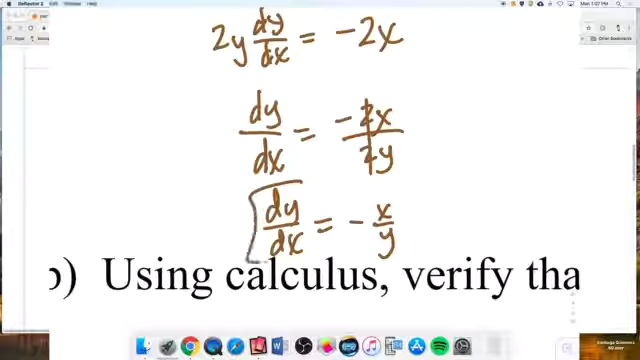 2y dy/dx = -2x
dy/dx = -2x/2y
dy/dx = -x/y
b) Using calculus, verify tha